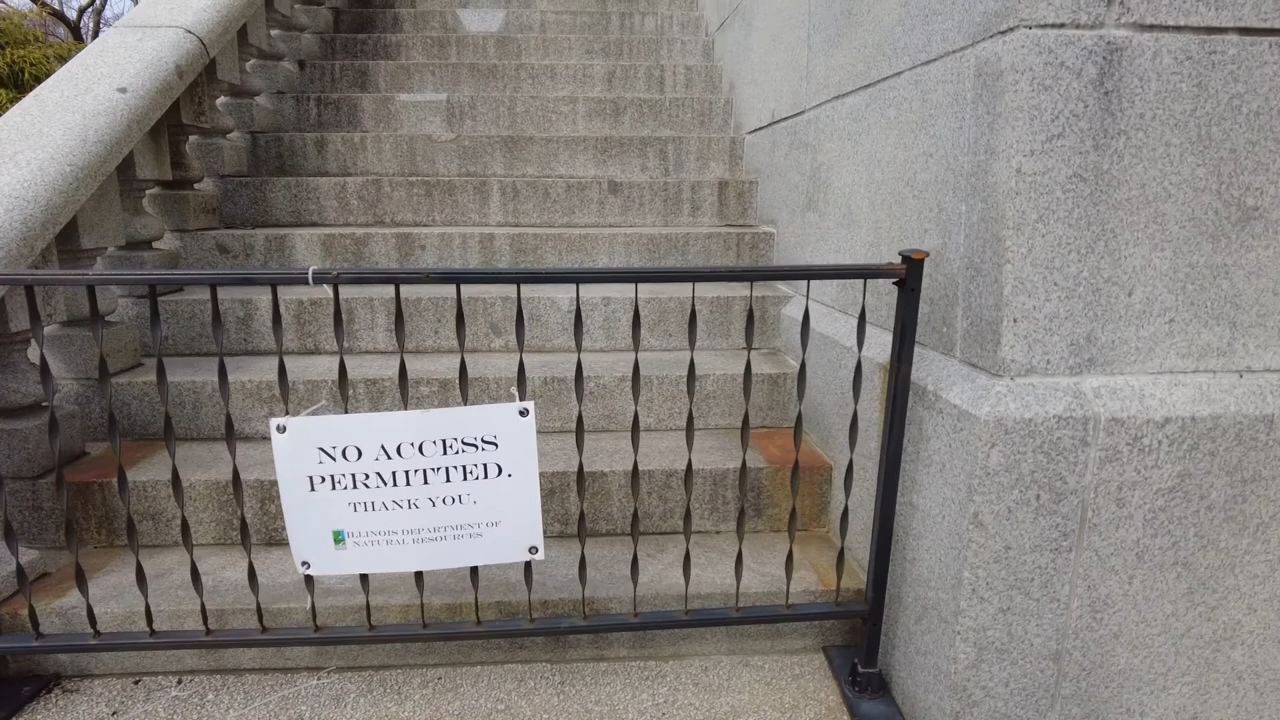 NO ACCESS
PERMITTED.
THANK YOU,
ILLINOIS DEPARTMENT OF
NATURAL RESOURCES